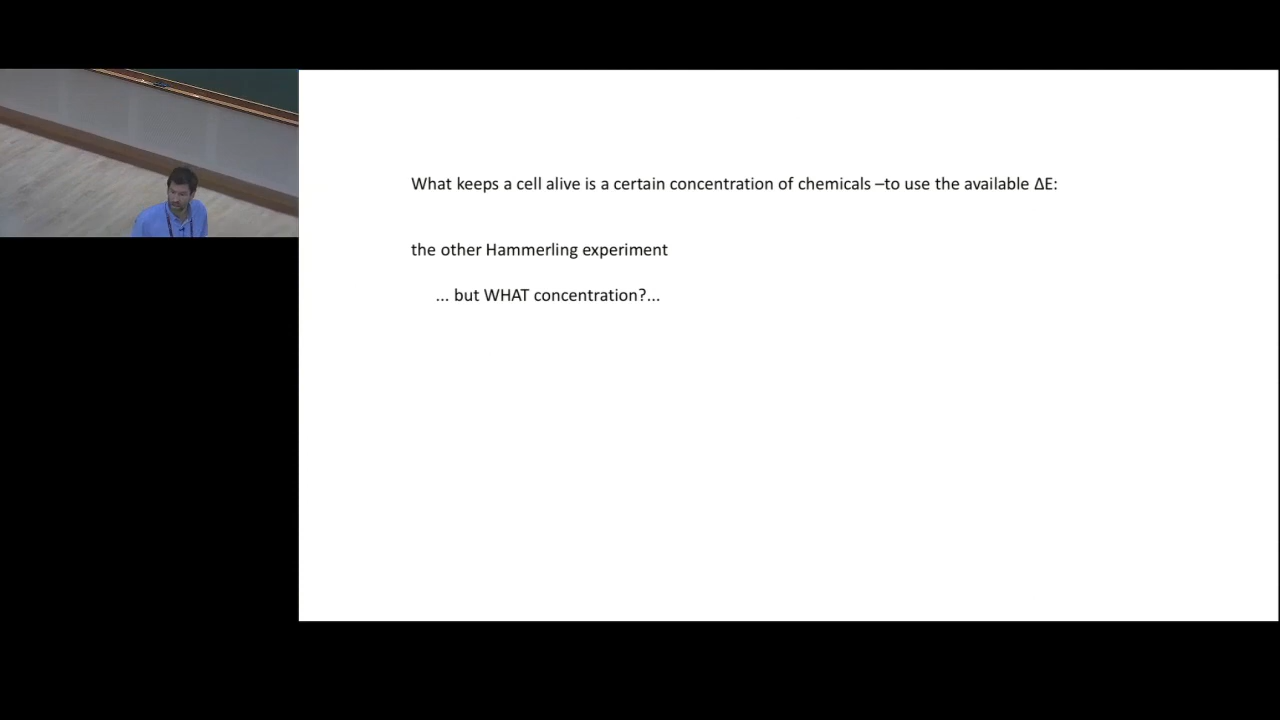 What keeps a cell alive is a certain concentration of chemicals –to use the available ΔE:
the other Hammerling experiment
... but WHAT concentration?...